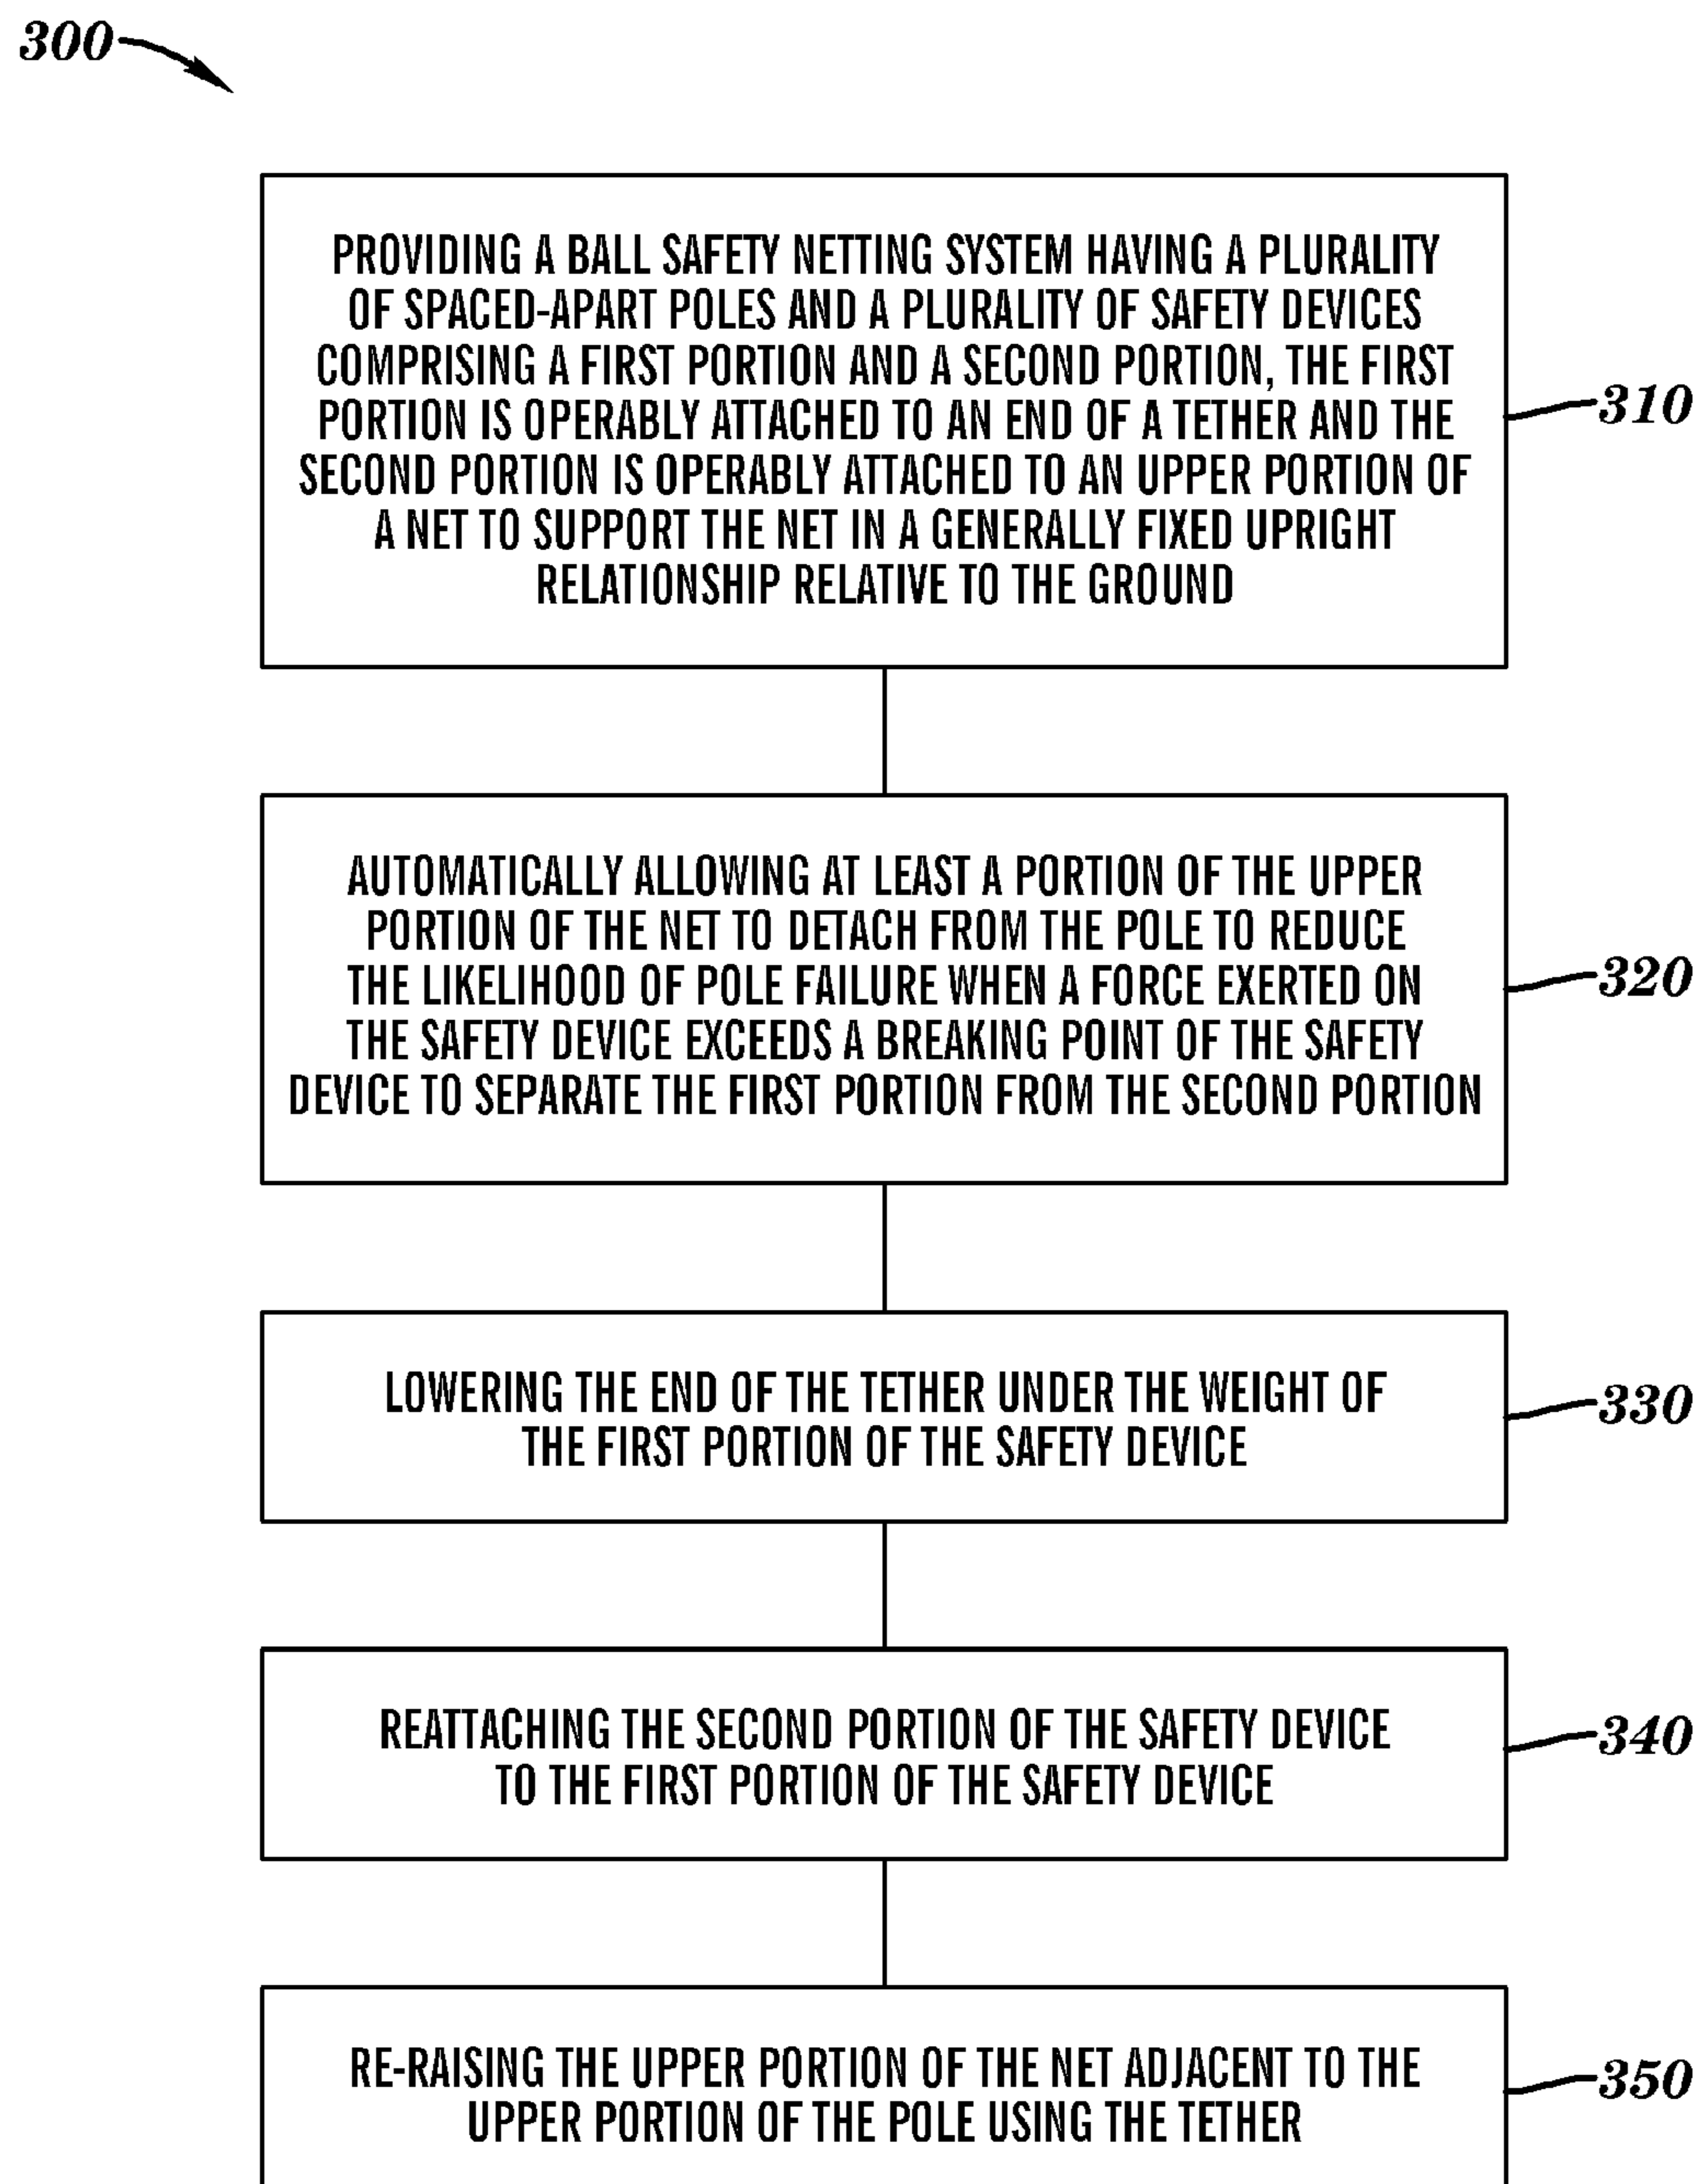 300
PROVIDING A BALL SAFETY NETTING SYSTEM HAVING A PLURALITY
OF SPACED-APART POLES AND A PLURALITY OF SAFETY DEVICES
COMPRISING A FIRST PORTION AND A SECOND PORTION, THE FIRST
PORTION IS OPERABLY ATTACHED TO AN END OF A TETHER AND THE
SECOND PORTION IS OPERABLY ATTACHED TO AN UPPER PORTION OF
A NET TO SUPPORT THE NET IN A GENERALLY FIXED UPRIGHT
RELATIONSHIP RELATIVE TO THE GROUND
310
AUTOMATICALLY ALLOWING AT LEAST A PORTION OF THE UPPER
PORTION OF THE NET TO DETACH FROM THE POLE TO REDUCE
THE LIKELIHOOD OF POLE FAILURE WHEN A FORCE EXERTED ON
THE SAFETY DEVICE EXCEEDS A BREAKING POINT OF THE SAFETY
DEVICE TO SEPARATE THE FIRST PORTION FROM THE SECOND PORTION
320
LOWERING THE END OF THE TETHER UNDER THE WEIGHT OF
THE FIRST PORTION OF THE SAFETY DEVICE
330
REATTACHING THE SECOND PORTION OF THE SAFETY DEVICE
TO THE FIRST PORTION OF THE SAFETY DEVICE
340
RE-RAISING THE UPPER PORTION OF THE NET ADJACENT TO THE
UPPER PORTION OF THE POLE USING THE TETHER
350